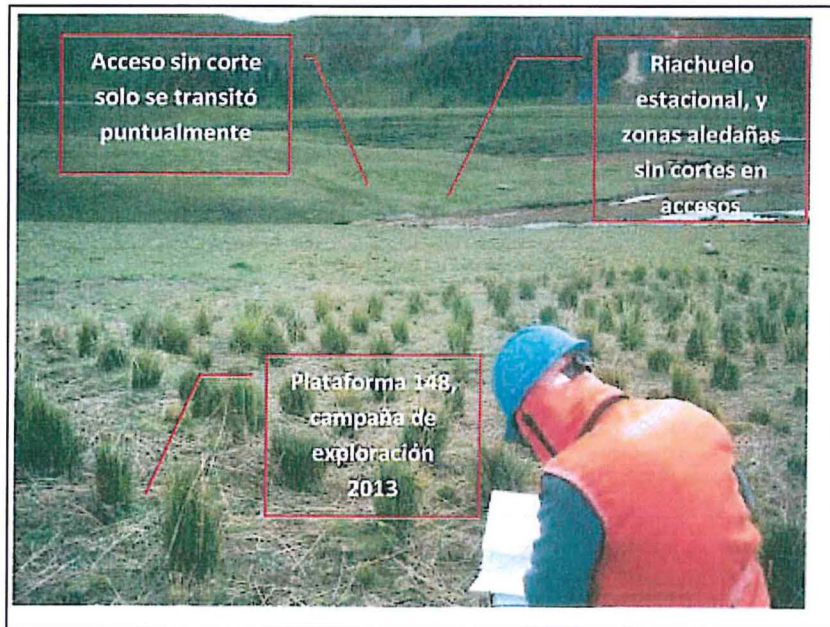 Acceso sin corte
solo se transitó
puntualmente
Riachuelo
estacional, y
zonas aledañas
sin cortes en
accesos
Plataforma 148,
campaña de
exploración
2013